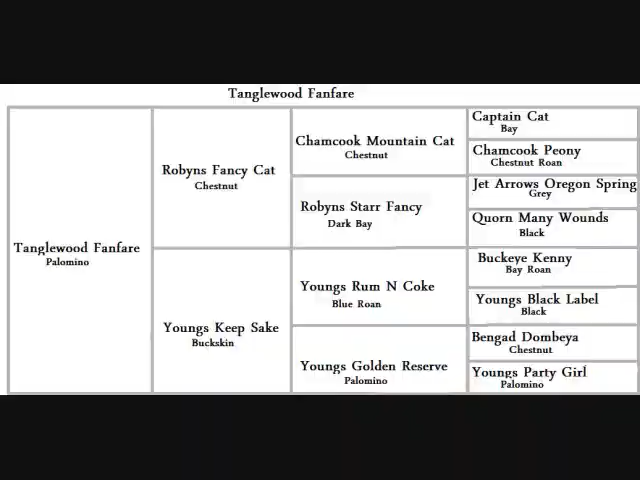 Tanglewood Fanfare
Tanglewood Fanfare
Palomino
Robyns Fancy Cat
Chestnut
Youngs Keep Sake
Buckskin
Chamcook Mountain Cat
Chestnut
Robyns Starr Fancy
Dark Bay
Youngs Rum N Coke
Blue Roan
Youngs Golden Reserve
Palomino
Captain Cat
Bay
Chamcook Peony
Chestnut Roan
Jet Arrows Oregon Spring
Grey
Quorn Many Wounds
Black
Buckeye Kenny
Bay Roan
Youngs Black Label
Black
Bengad Dombeya
Chestnut
Youngs Party Girl
Palomino